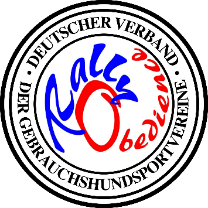 · DEUTSCHER VERBAND ·
DER GEBRAUCHSHUNDSPORTVEREINE
Rally
Obedience